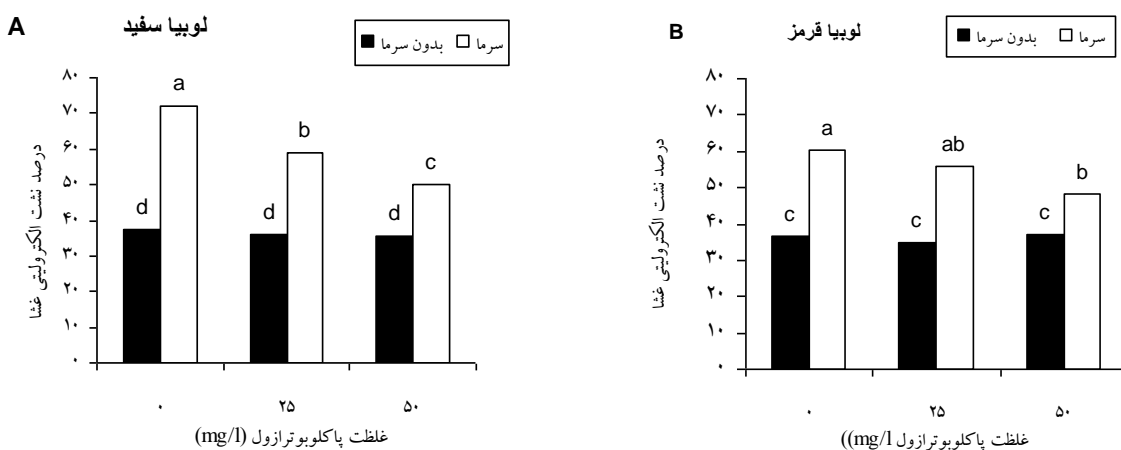 A
لوبیا سفید
بدون سرما
سرما
درصد نشت الکترولیتی غشا
۸۰
۷۰
۶۰
۵۰
۴۰
۳۰
۲۰
۱۰
۰
a
b
c
d
d
d
۰
۲۵
۵۰
غلظت پاکلوبوترازول (mg/l)
B
لوبیا قرمز
بدون سرما
سرما
درصد نشت الکترولیتی غشا
۸۰
۷۰
۶۰
۵۰
۴۰
۳۰
۲۰
۱۰
۰
a
ab
b
c
c
c
۰
۲۵
۵۰
غلظت پاکلوبوترازول mg/l))